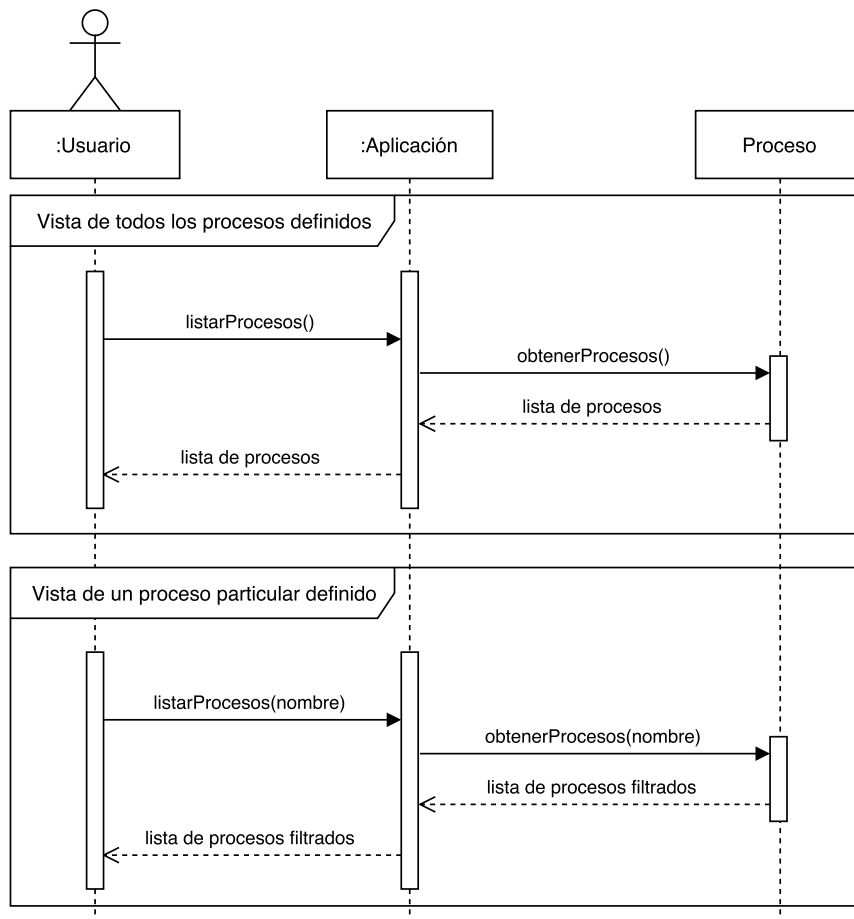 :Usuario
:Aplicación
Proceso
Vista de todos los procesos definidos
listarProcesos()
obtenerProcesos()
lista de procesos
lista de procesos
Vista de un proceso particular definido
listarProcesos(nombre)
obtenerProcesos(nombre)
lista de procesos filtrados
lista de procesos filtrados